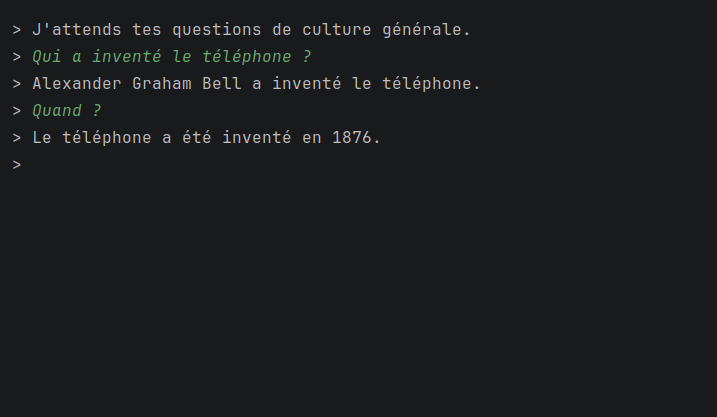 > J'attends tes questions de culture générale.
> Qui a inventé le téléphone ?
> Alexander Graham Bell a inventé le téléphone.
> Quand ?
> Le téléphone a été inventé en 1876.
>